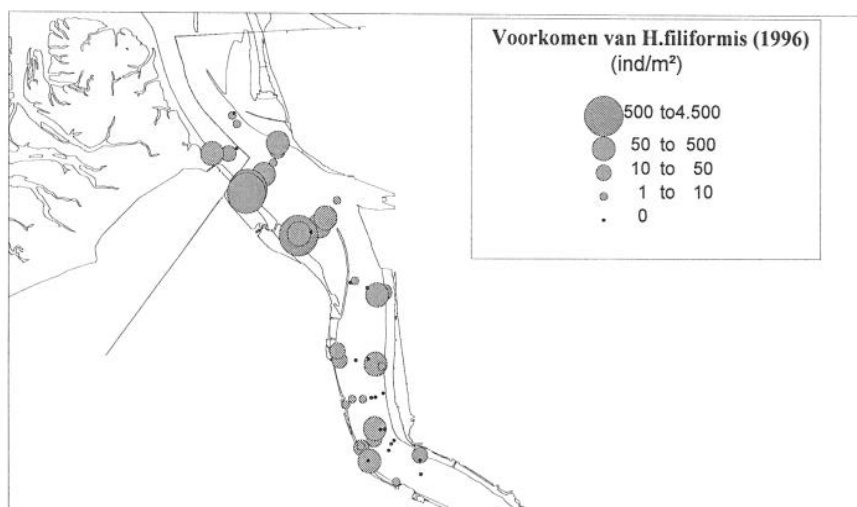 Voorkomen van H.filiformis (1996)
(ind/m²)
500 to4.500
50 to 500
10 to 50
1 to 10
0